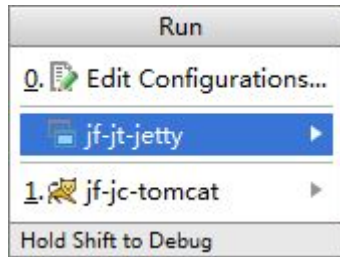 Run
0. Edit Configurations...
jf-jt-jetty
1. jf-jc-tomcat
Hold Shift to Debug